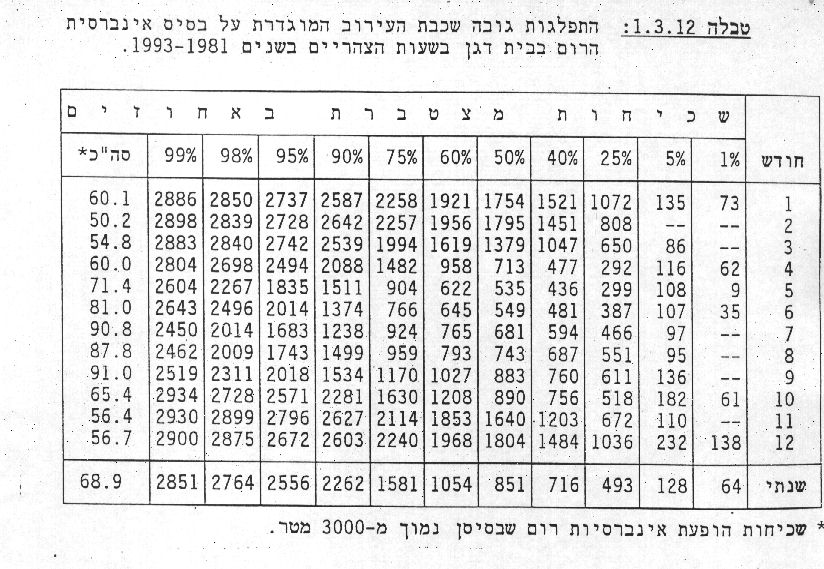 טבלה 1.3.12: התפלגות גובה שכבת העירוב המוגדרת על בסיס אינברסית
הרום בבית דגן בשעות הצהריים בשנים 1993-1981.
שכיחות מצטברת באחוזים
חודש 1% 5% 25% 40% 50% 60% 75% 90% 95% 98% 99% סה"כ*
1 73 135 1072 1521 1754 1921 2258 2587 2737 2850 2886 60.1
2 -- -- 808 1451 1795 1956 2257 2642 2728 2839 2898 50.2
3 -- 86 650 1047 1379 1619 1994 2539 2742 2840 2883 54.8
4 62 116 292 477 713 958 1482 2088 2494 2698 2804 60.0
5 9 108 299 436 535 622 904 1511 1835 2267 2604 71.4
6 35 107 387 481 549 645 766 1374 2014 2496 2643 81.0
7 -- 97 466 594 681 765 924 1238 1683 2014 2450 90.8
8 -- 95 551 687 743 793 959 1499 1743 2009 2462 87.8
9 -- 136 611 760 883 1027 1170 1534 2018 2311 2519 91.0
10 61 182 518 756 890 1208 1630 2281 2571 2728 2934 65.4
11 -- 110 672 1203 1640 1853 2114 2627 2796 2899 2930 56.4
12 138 232 1036 1484 1804 1968 2240 2603 2672 2875 2900 56.7
שנתי 64 128 493 716 851 1054 1581 2262 2556 2764 2851 68.9
* שכיחות הופעת אינברסיות רום שבסיסן נמוך מ-3000 מטר.